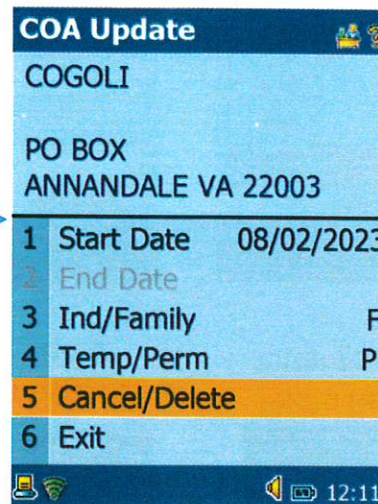 COA Update
COGOLI
PO BOX
ANNANDALE VA 22003
1 Start Date 08/02/2023
2 End Date
3 Ind/Family F
4 Temp/Perm P
5 Cancel/Delete
6 Exit
12:11